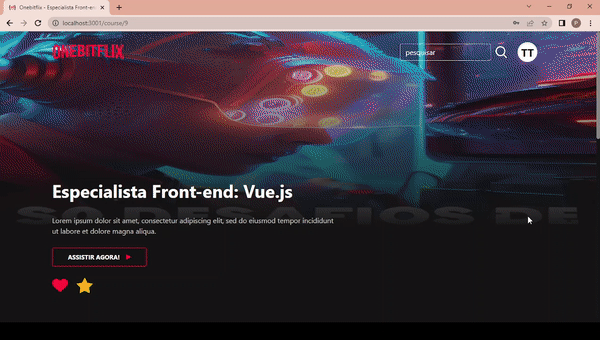 Onebitflix - Especialista Front-en
localhost:3001/course/9
ONEBITFLIX
pesquisar
TT
Especialista Front-end: Vue.js
S DESAFIOS DE
Lorem ipsum dolor sit amet, consectetur adipiscing elit, sed do eiusmod tempor incididunt
ut labore et dolore magna aliqua.
ASSISTIR AGORA!